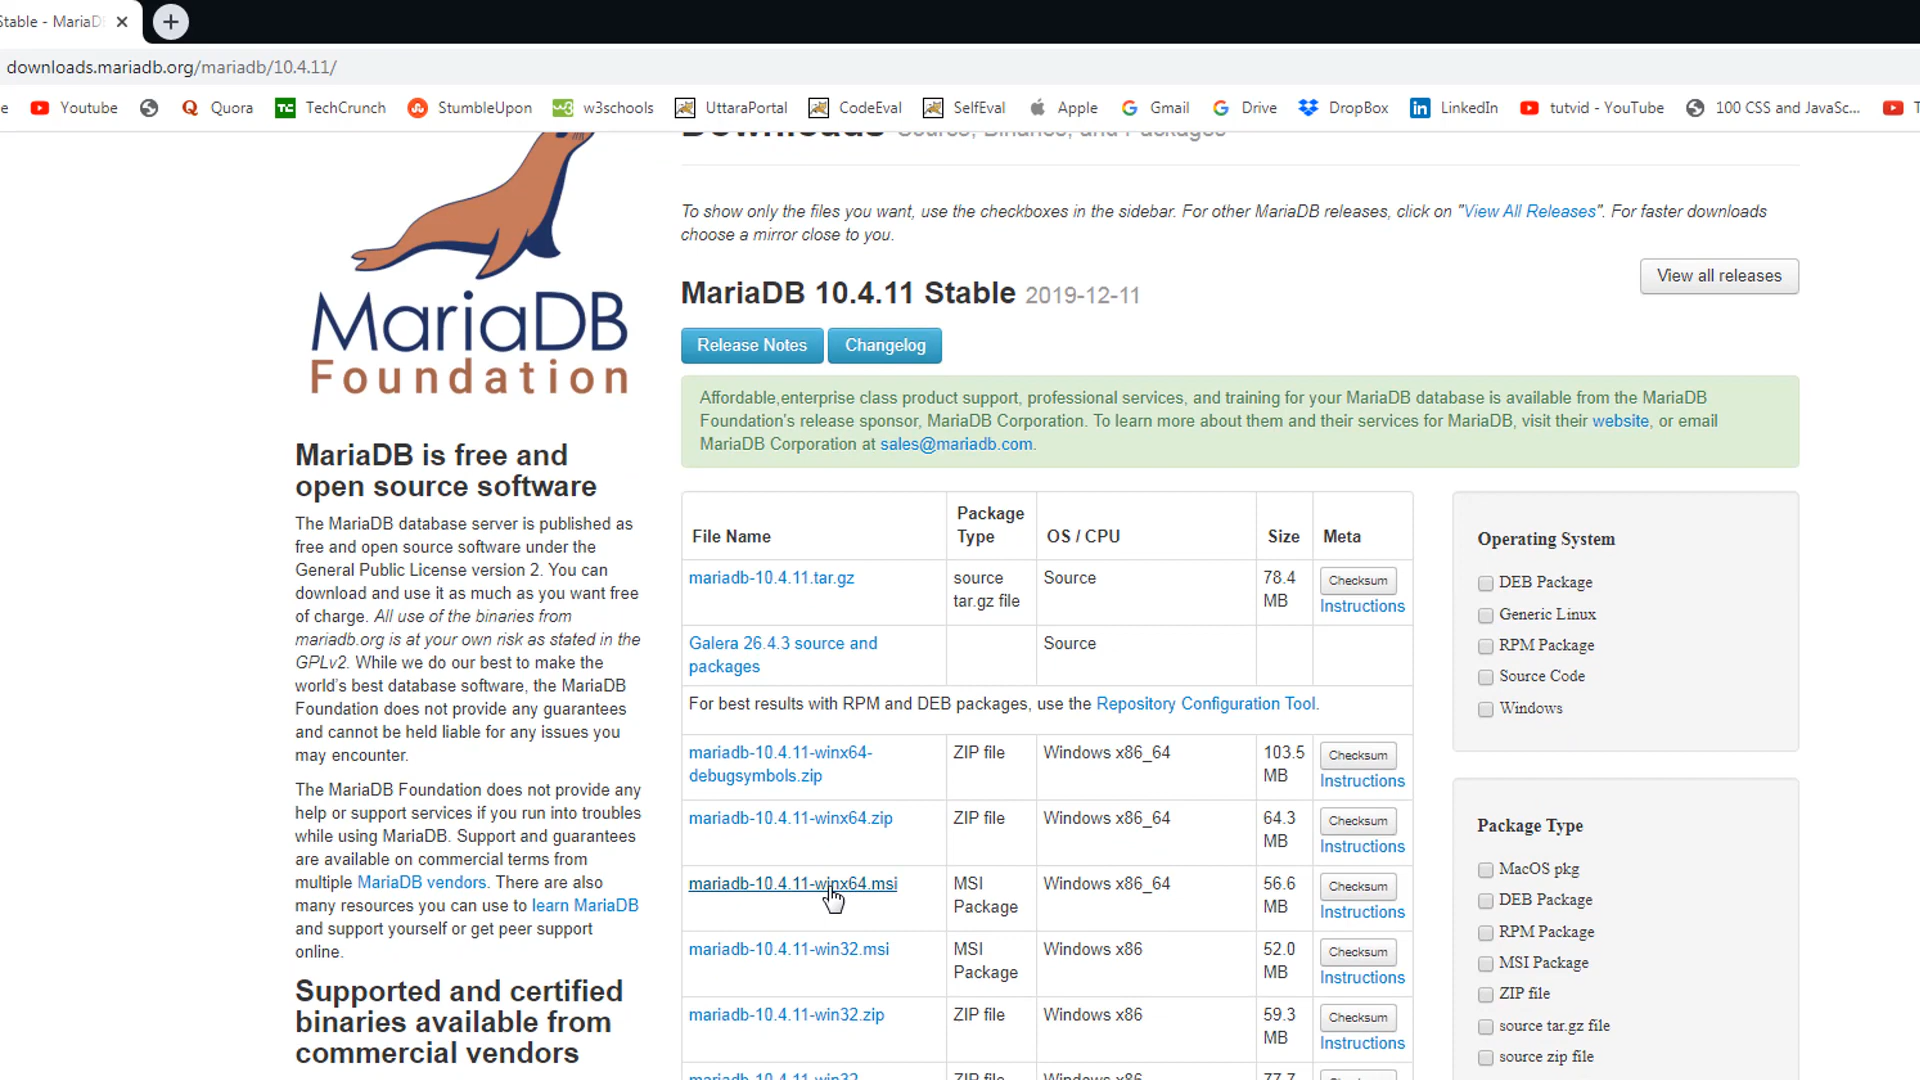 Stable - MariaD
downloads.mariadb.org/mariadb/10.4.11/
e Youtube Quora TechCrunch StumbleUpon w3schools UttaraPortal CodeEval SelfEval Apple Gmail Drive DropBox LinkedIn tutvid - YouTube 100 CSS and JavaSc... T
Downloads Source, Binaries, and Packages
To show only the files you want, use the checkboxes in the sidebar. For other MariaDB releases, click on "View All Releases". For faster downloads
choose a mirror close to you.
MariaDB 10.4.11 Stable 2019-12-11
View all releases
Release Notes Changelog
Affordable,enterprise class product support, professional services, and training for your MariaDB database is available from the MariaDB
Foundation's release sponsor, MariaDB Corporation. To learn more about them and their services for MariaDB, visit their website, or email
MariaDB Corporation at sales@mariadb.com.
MariaDB
Foundation
MariaDB is free and
open source software
The MariaDB database server is published as
free and open source software under the
General Public License version 2. You can
download and use it as much as you want free
of charge. All use of the binaries from
mariadb.org is at your own risk as stated in the
GPLv2. While we do our best to make the
world's best database software, the MariaDB
Foundation does not provide any guarantees
and cannot be held liable for any issues you
may encounter.
The MariaDB Foundation does not provide any
help or support services if you run into troubles
while using MariaDB. Support and guarantees
are available on commercial terms from
multiple MariaDB vendors. There are also
many resources you can use to learn MariaDB
and support yourself or get peer support
online.
Supported and certified
binaries available from
commercial vendors
File Name Package Type OS / CPU Size Meta
mariadb-10.4.11.tar.gz source tar.gz file Source 78.4 MB Checksum Instructions
Galera 26.4.3 source and packages Source
For best results with RPM and DEB packages, use the Repository Configuration Tool.
mariadb-10.4.11-winx64-debugsymbols.zip ZIP file Windows x86_64 103.5 MB Checksum Instructions
mariadb-10.4.11-winx64.zip ZIP file Windows x86_64 64.3 MB Checksum Instructions
mariadb-10.4.11-winx64.msi MSI Package Windows x86_64 56.6 MB Checksum Instructions
mariadb-10.4.11-win32.msi MSI Package Windows x86 52.0 MB Checksum Instructions
mariadb-10.4.11-win32.zip ZIP file Windows x86 59.3 MB Checksum Instructions
mariadb-10.4.11-win32- ZIP file Windows x86 77.7 Checksum
Operating System
DEB Package
Generic Linux
RPM Package
Source Code
Windows
Package Type
MacOS pkg
DEB Package
RPM Package
MSI Package
ZIP file
source tar.gz file
source zip file